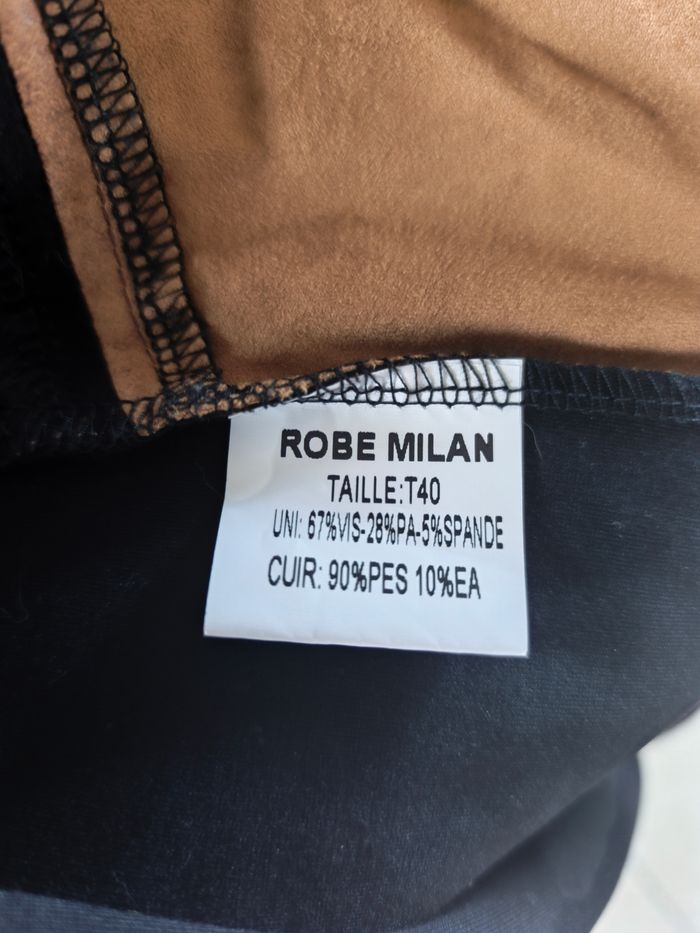 ROBE MILAN
TAILLE:T40
UNI: 67%VIS-28%PA-5%SPANDE
CUIR: 90%PES 10%EA